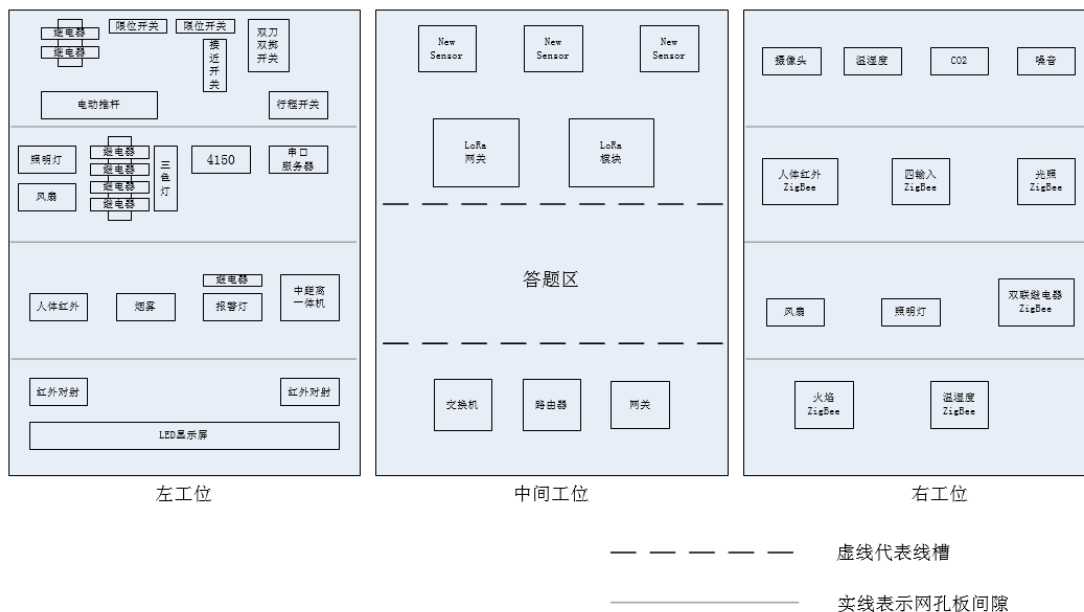 继电器
继电器
限位开关
限位开关
接
近
开
关
双刀
双掷
开关
电动推杆
行程开关
照明灯
风扇
继电器
继电器
继电器
继电器
三
色
灯
4150
串口
服务器
人体红外
烟雾
继电器
报警灯
中距离
一体机
红外对射
红外对射
LED显示屏
左工位
New
Sensor
New
Sensor
New
Sensor
LoRa
网关
LoRa
模块
答题区
交换机
路由器
网关
中间工位
摄像头
温湿度
CO2
噪音
人体红外
ZigBee
四输入
ZigBee
光照
ZigBee
风扇
照明灯
双联继电器
ZigBee
火焰
ZigBee
温湿度
ZigBee
右工位
虚线代表线槽
实线表示网孔板间隙